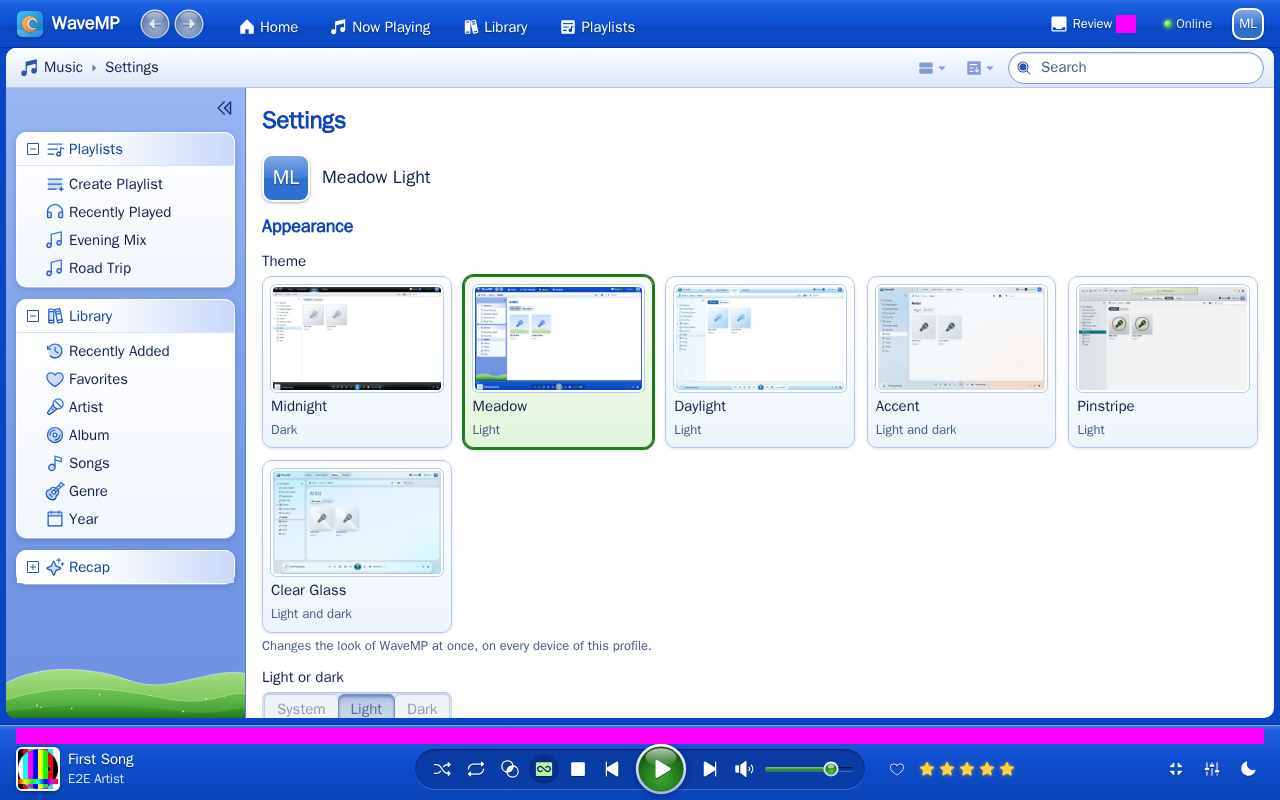 WaveMP
Home
Now Playing
Library
Playlists
Review
Online
ML
Music
Settings
Search
Settings
ML
Meadow Light
Appearance
Theme
Playlists
Create Playlist
Recently Played
Evening Mix
Road Trip
Library
Recently Added
Favorites
Artist
Album
Songs
Genre
Year
Recap
Midnight
Dark
Meadow
Light
Daylight
Light
Accent
Light and dark
Pinstripe
Light
Clear Glass
Light and dark
Changes the look of WaveMP at once, on every device of this profile.
Light or dark
System
Light
Dark
First Song
E2E Artist